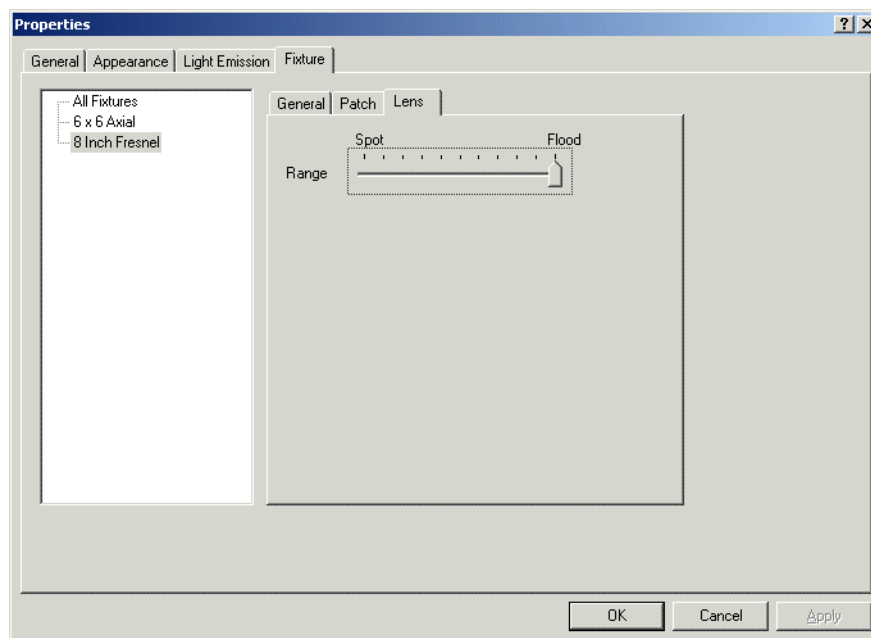 Properties
General Appearance Light Emission Fixture
All Fixtures
6 x 6 Axial
8 Inch Fresnel
General Patch Lens
Spot Flood
Range
OK Cancel Apply